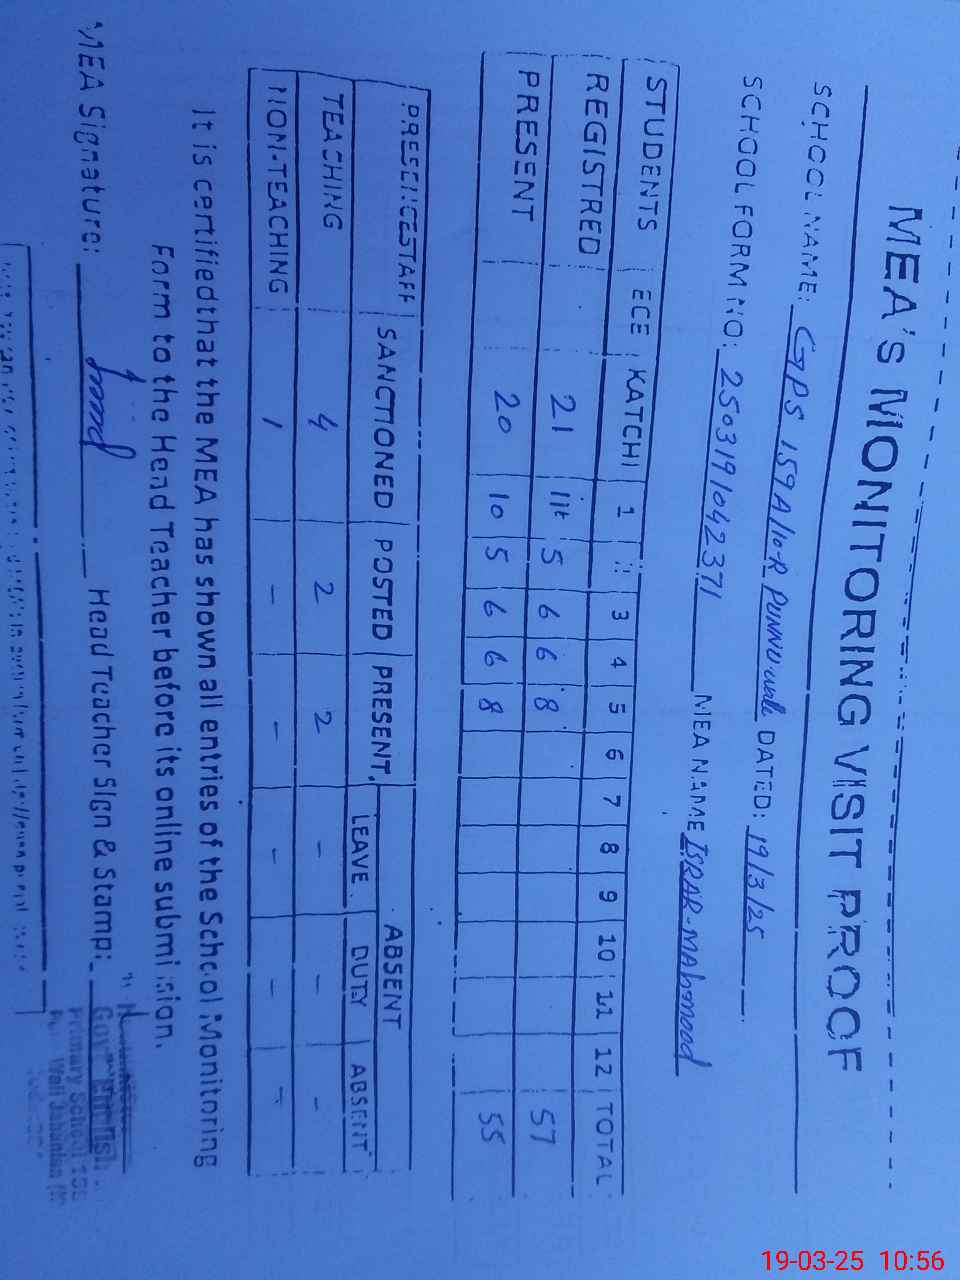 MEA'S MONITORING VISIT PROOF
SCHOOL NAME: GPS 159 A/10-R PUNNUwali DATED: 19/3/25
SCHOOL FORM NO: 2503191042371 MEA NAME ISRAR-MAhmood
STUDENTS ECE KATCHI 1 2 3 4 5 6 7 8 9 10 11 12 TOTAL
REGISTRED 21 11 5 6 6 8 57
PRESENT 20 10 5 6 6 8 55
PRESENCE STAFF SANCTIONED POSTED PRESENT ABSENT
LEAVE DUTY ABSENT
TEACHING 4 2 2 - - -
NON-TEACHING 1 - - - - -
It is certified that the MEA has shown all entries of the School Monitoring
Form to the Head Teacher before its online submission.
MEA Signature: Head Teacher Sign & Stamp:
Primary School
Wali Jahanian
19-03-25 10:56